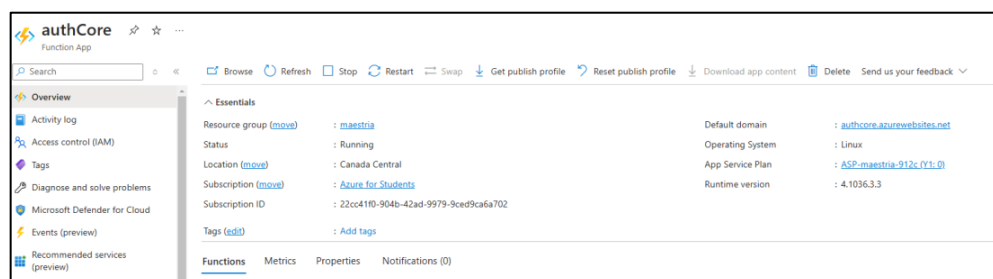 authCore
Function App
Search
Browse Refresh Stop Restart Swap Get publish profile Reset publish profile Download app content Delete Send us your feedback
Overview
Activity log
Access control (IAM)
Tags
Diagnose and solve problems
Microsoft Defender for Cloud
Events (preview)
Recommended services
(preview)
Essentials
Resource group (move) : maestria
Status : Running
Location (move) : Canada Central
Subscription (move) : Azure for Students
Subscription ID : 22cc41f0-904b-42ad-9979-9ced9ca6a702
Tags (edit) : Add tags
Default domain : authcore.azurewebsites.net
Operating System : Linux
App Service Plan : ASP-maestria-912c (Y1: 0)
Runtime version : 4.1036.3.3
Functions Metrics Properties Notifications (0)